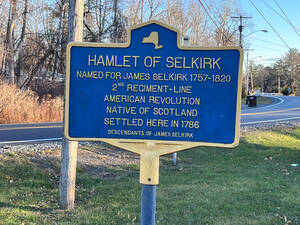 HAMLET OF SELKIRK
NAMED FOR JAMES SELKIRK 1757-1820
2ND REGIMENT-LINE
AMERICAN REVOLUTION
NATIVE OF SCOTLAND
SETTLED HERE IN 1786
DESCENDANTS OF JAMES SELKIRK